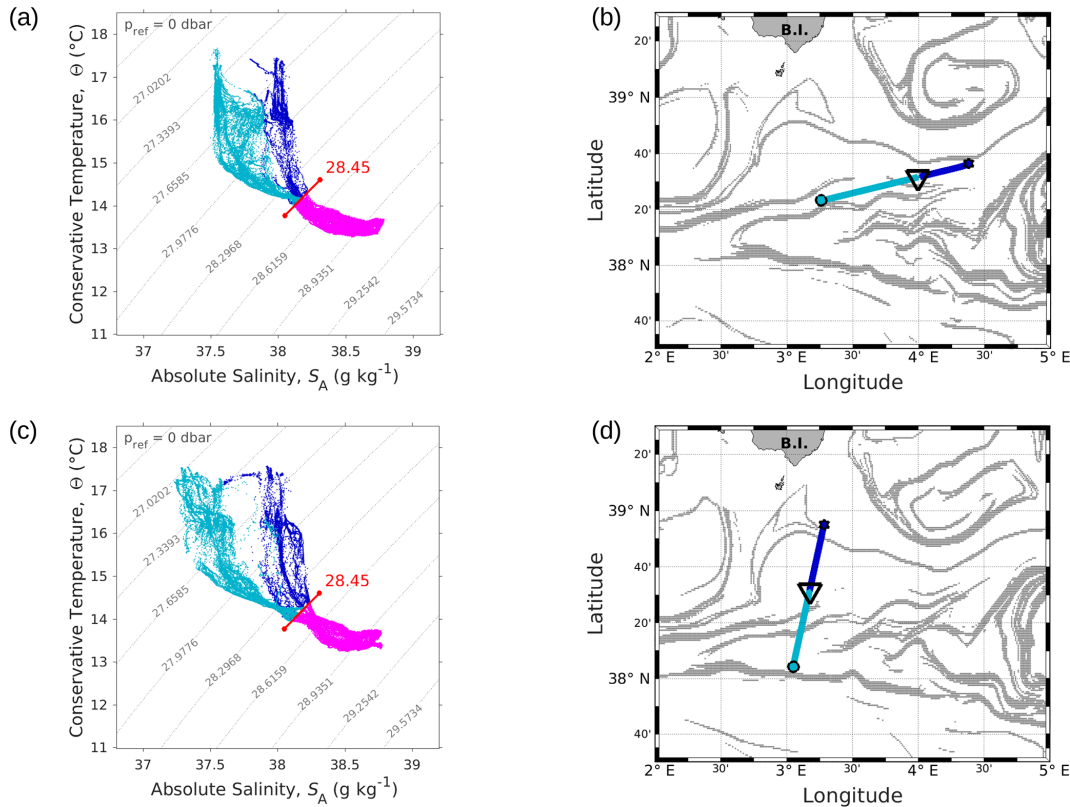 (a)
p_ref = 0 dbar
18
17
16
15
14
13
12
11
Conservative Temperature, Θ (°C)
27.0202
27.3393
27.6585
27.9776
28.2968
28.6159
28.9351
29.2542
29.5734
28.45
37
37.5
38
38.5
39
Absolute Salinity, S_A (g kg^-1)
(b)
B.I.
20'
39° N
40'
20'
38° N
40'
Latitude
2° E
30'
3° E
30'
4° E
30'
5° E
Longitude
(c)
p_ref = 0 dbar
18
17
16
15
14
13
12
11
Conservative Temperature, Θ (°C)
27.0202
27.3393
27.6585
27.9776
28.2968
28.6159
28.9351
29.2542
29.5734
28.45
37
37.5
38
38.5
39
Absolute Salinity, S_A (g kg^-1)
(d)
B.I.
20'
39° N
40'
20'
38° N
40'
Latitude
2° E
30'
3° E
30'
4° E
30'
5° E
Longitude